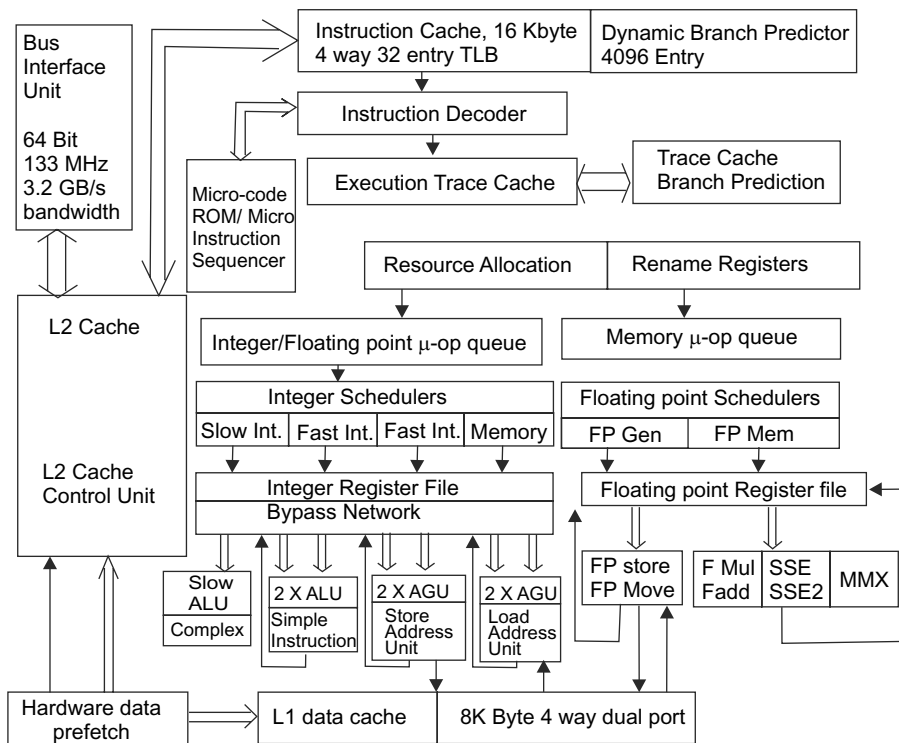 Bus
Interface
Unit
64 Bit
133 MHz
3.2 GB/s
bandwidth
Instruction Cache, 16 Kbyte
4 way 32 entry TLB
Dynamic Branch Predictor
4096 Entry
Instruction Decoder
Micro-code
ROM/ Micro
Instruction
Sequencer
Execution Trace Cache
Trace Cache
Branch Prediction
Resource Allocation
Rename Registers
L2 Cache
L2 Cache
Control Unit
Integer/Floating point μ-op queue
Memory μ-op queue
Integer Schedulers
Slow Int.
Fast Int.
Fast Int.
Memory
Floating point Schedulers
FP Gen
FP Mem
Integer Register File
Bypass Network
Floating point Register file
Slow
ALU
Complex
2 X ALU
Simple
Instruction
2 X AGU
Store
Address
Unit
2 X AGU
Load
Address
Unit
FP store
FP Move
F Mul
Fadd
SSE
SSE2
MMX
Hardware data
prefetch
L1 data cache
8K Byte 4 way dual port